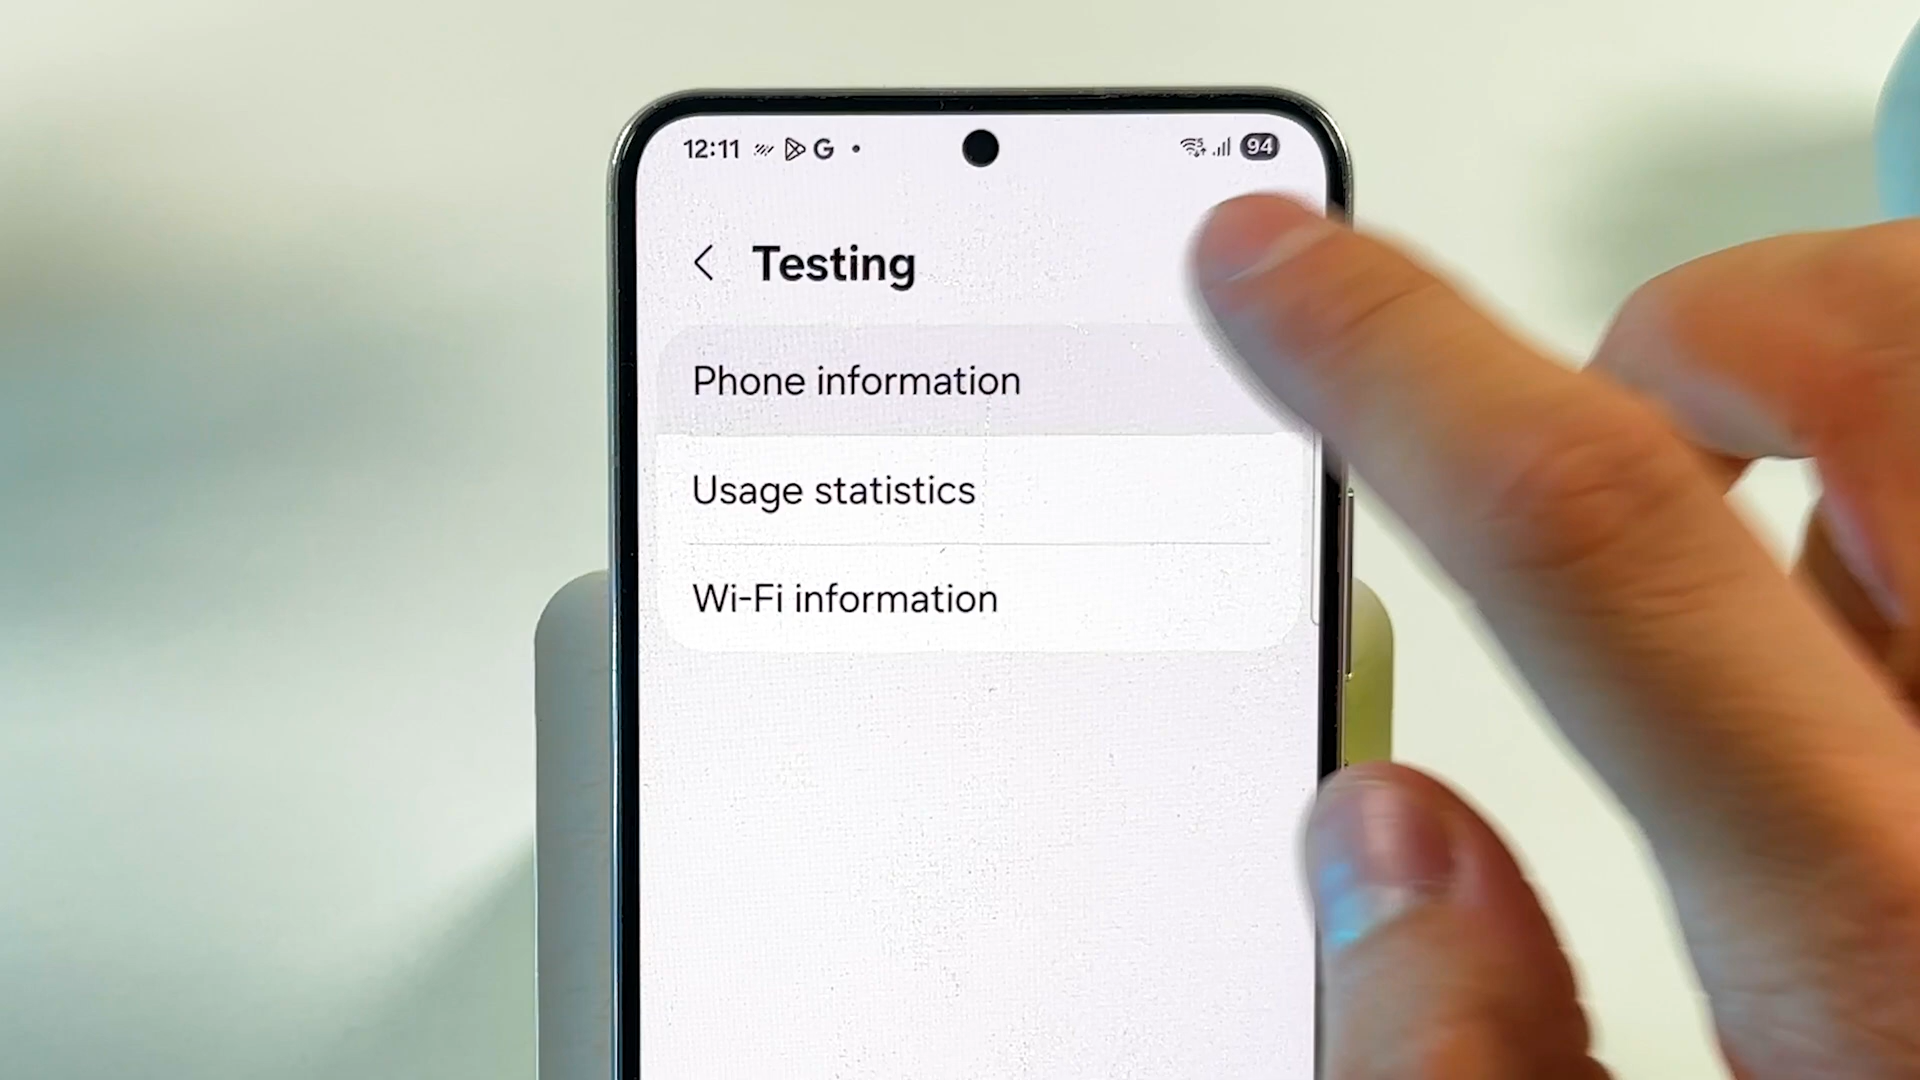 12:11 G 94
Testing
Phone information
Usage statistics
Wi-Fi information